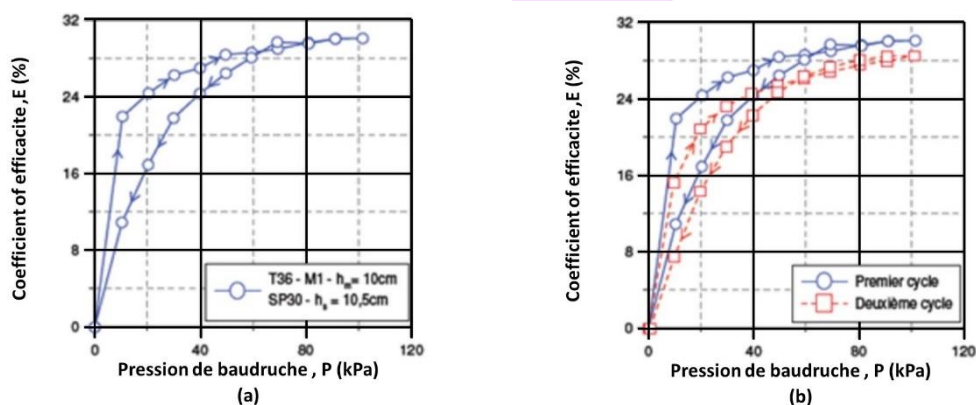 32
24
16
8
0
Coefficient of efficacite ,E (%)
T36 - M1 - hm = 10cm
SP30 - hs = 10,5cm
0 40 80 120
Pression de baudruche , P (kPa)
(a)
32
24
16
8
0
Coefficient of efficacite ,E (%)
Premier cycle
Deuxième cycle
0 40 80 120
Pression de baudruche , P (kPa)
(b)